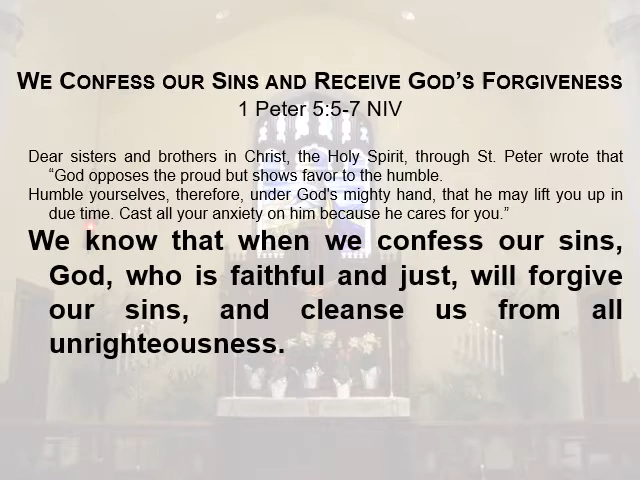 WE CONFESS OUR SINS AND RECEIVE GOD’S FORGIVENESS
1 Peter 5:5-7 NIV
Dear sisters and brothers in Christ, the Holy Spirit, through St. Peter wrote that
“God opposes the proud but shows favor to the humble.
Humble yourselves, therefore, under God's mighty hand, that he may lift you up in
due time. Cast all your anxiety on him because he cares for you.”
We know that when we confess our sins,
God, who is faithful and just, will forgive
our sins, and cleanse us from all
unrighteousness.